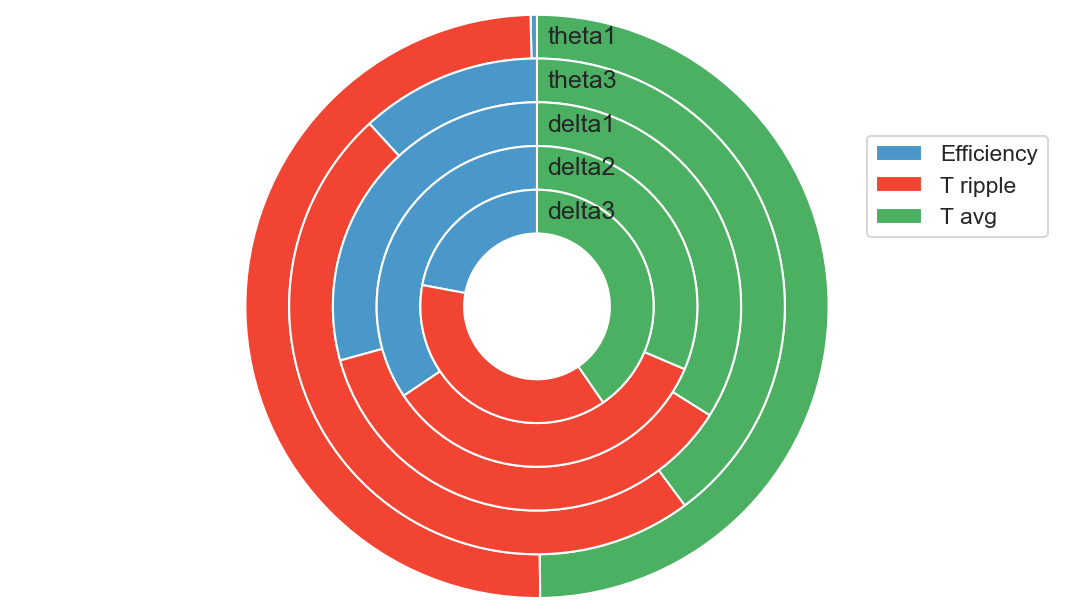 theta1
theta3
delta1
delta2
delta3
Efficiency
T ripple
T avg